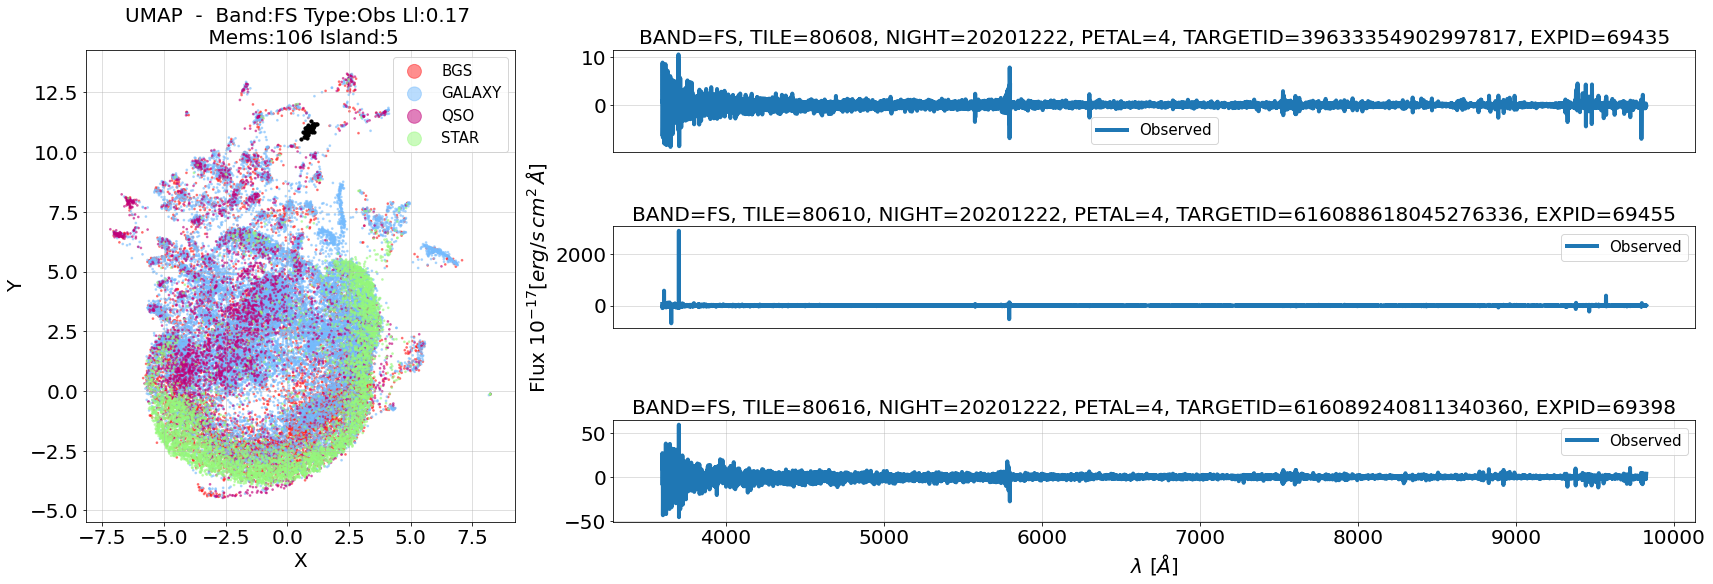 UMAP  -  Band:FS Type:Obs Ll:0.17
Mems:106 Island:5
BGS
GALAXY
QSO
STAR
12.5
10.0
7.5
5.0
2.5
0.0
−2.5
−5.0
Y
−7.5 −5.0 −2.5 0.0 2.5 5.0 7.5
X
Flux 10⁻¹⁷[erg/s cm² Å]
BAND=FS, TILE=80608, NIGHT=20201222, PETAL=4, TARGETID=39633354902997817, EXPID=69435
10
0
Observed
BAND=FS, TILE=80610, NIGHT=20201222, PETAL=4, TARGETID=616088618045276336, EXPID=69455
2000
0
Observed
BAND=FS, TILE=80616, NIGHT=20201222, PETAL=4, TARGETID=616089240811340360, EXPID=69398
50
0
−50
Observed
4000 5000 6000 7000 8000 9000 10000
λ [Å]